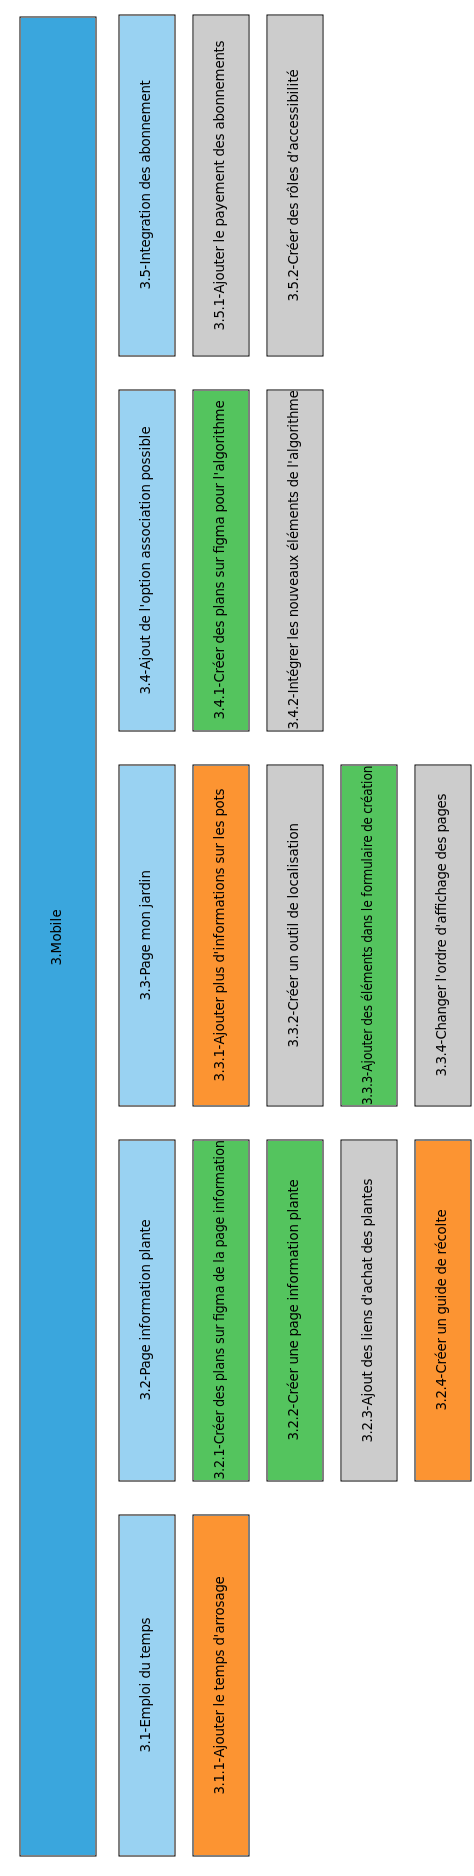 3.Mobile
3.1-Emploi du temps
3.1.1-Ajouter le temps d'arrosage
3.2-Page information plante
3.2.1-Créer des plans sur figma de la page information
3.2.2-Créer une page information plante
3.2.3-Ajout des liens d'achat des plantes
3.2.4-Créer un guide de récolte
3.3-Page mon jardin
3.3.1-Ajouter plus d'informations sur les pots
3.3.2-Créer un outil de localisation
3.3.3-Ajouter des éléments dans le formulaire de création
3.3.4-Changer l'ordre d'affichage des pages
3.4-Ajout de l'option association possible
3.4.1-Créer des plans sur figma pour l'algorithme
3.4.2-Intégrer les nouveaux éléments de l'algorithme
3.5-Integration des abonnement
3.5.1-Ajouter le payement des abonnements
3.5.2-Créer des rôles d'accessibilité